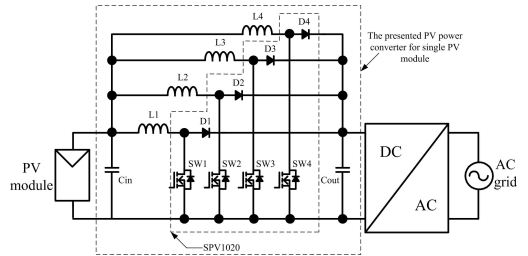 L4
D4
L3
D3
The presented PV power
converter for single PV
module
L2
D2
L1
D1
PV
module
Cin
SW1
SW2
SW3
SW4
Cout
DC
AC
AC
grid
SPV1020